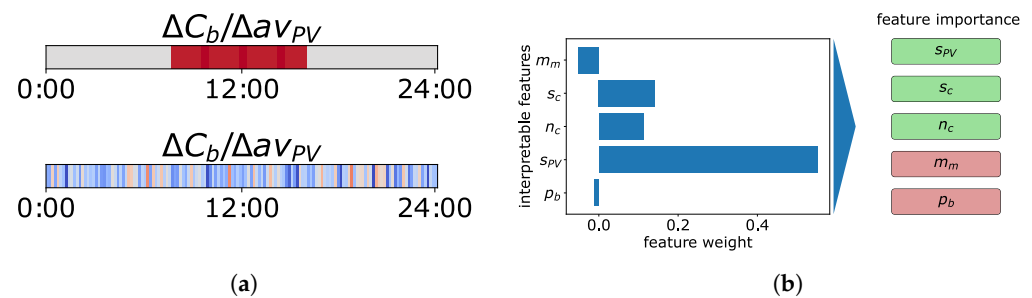 ΔC_b/Δav_PV
0:00 12:00 24:00
ΔC_b/Δav_PV
0:00 12:00 24:00
(a)
interpretable features
m_m
s_c
n_c
s_PV
p_b
0.0 0.2 0.4
feature weight
feature importance
s_PV
s_c
n_c
m_m
p_b
(b)